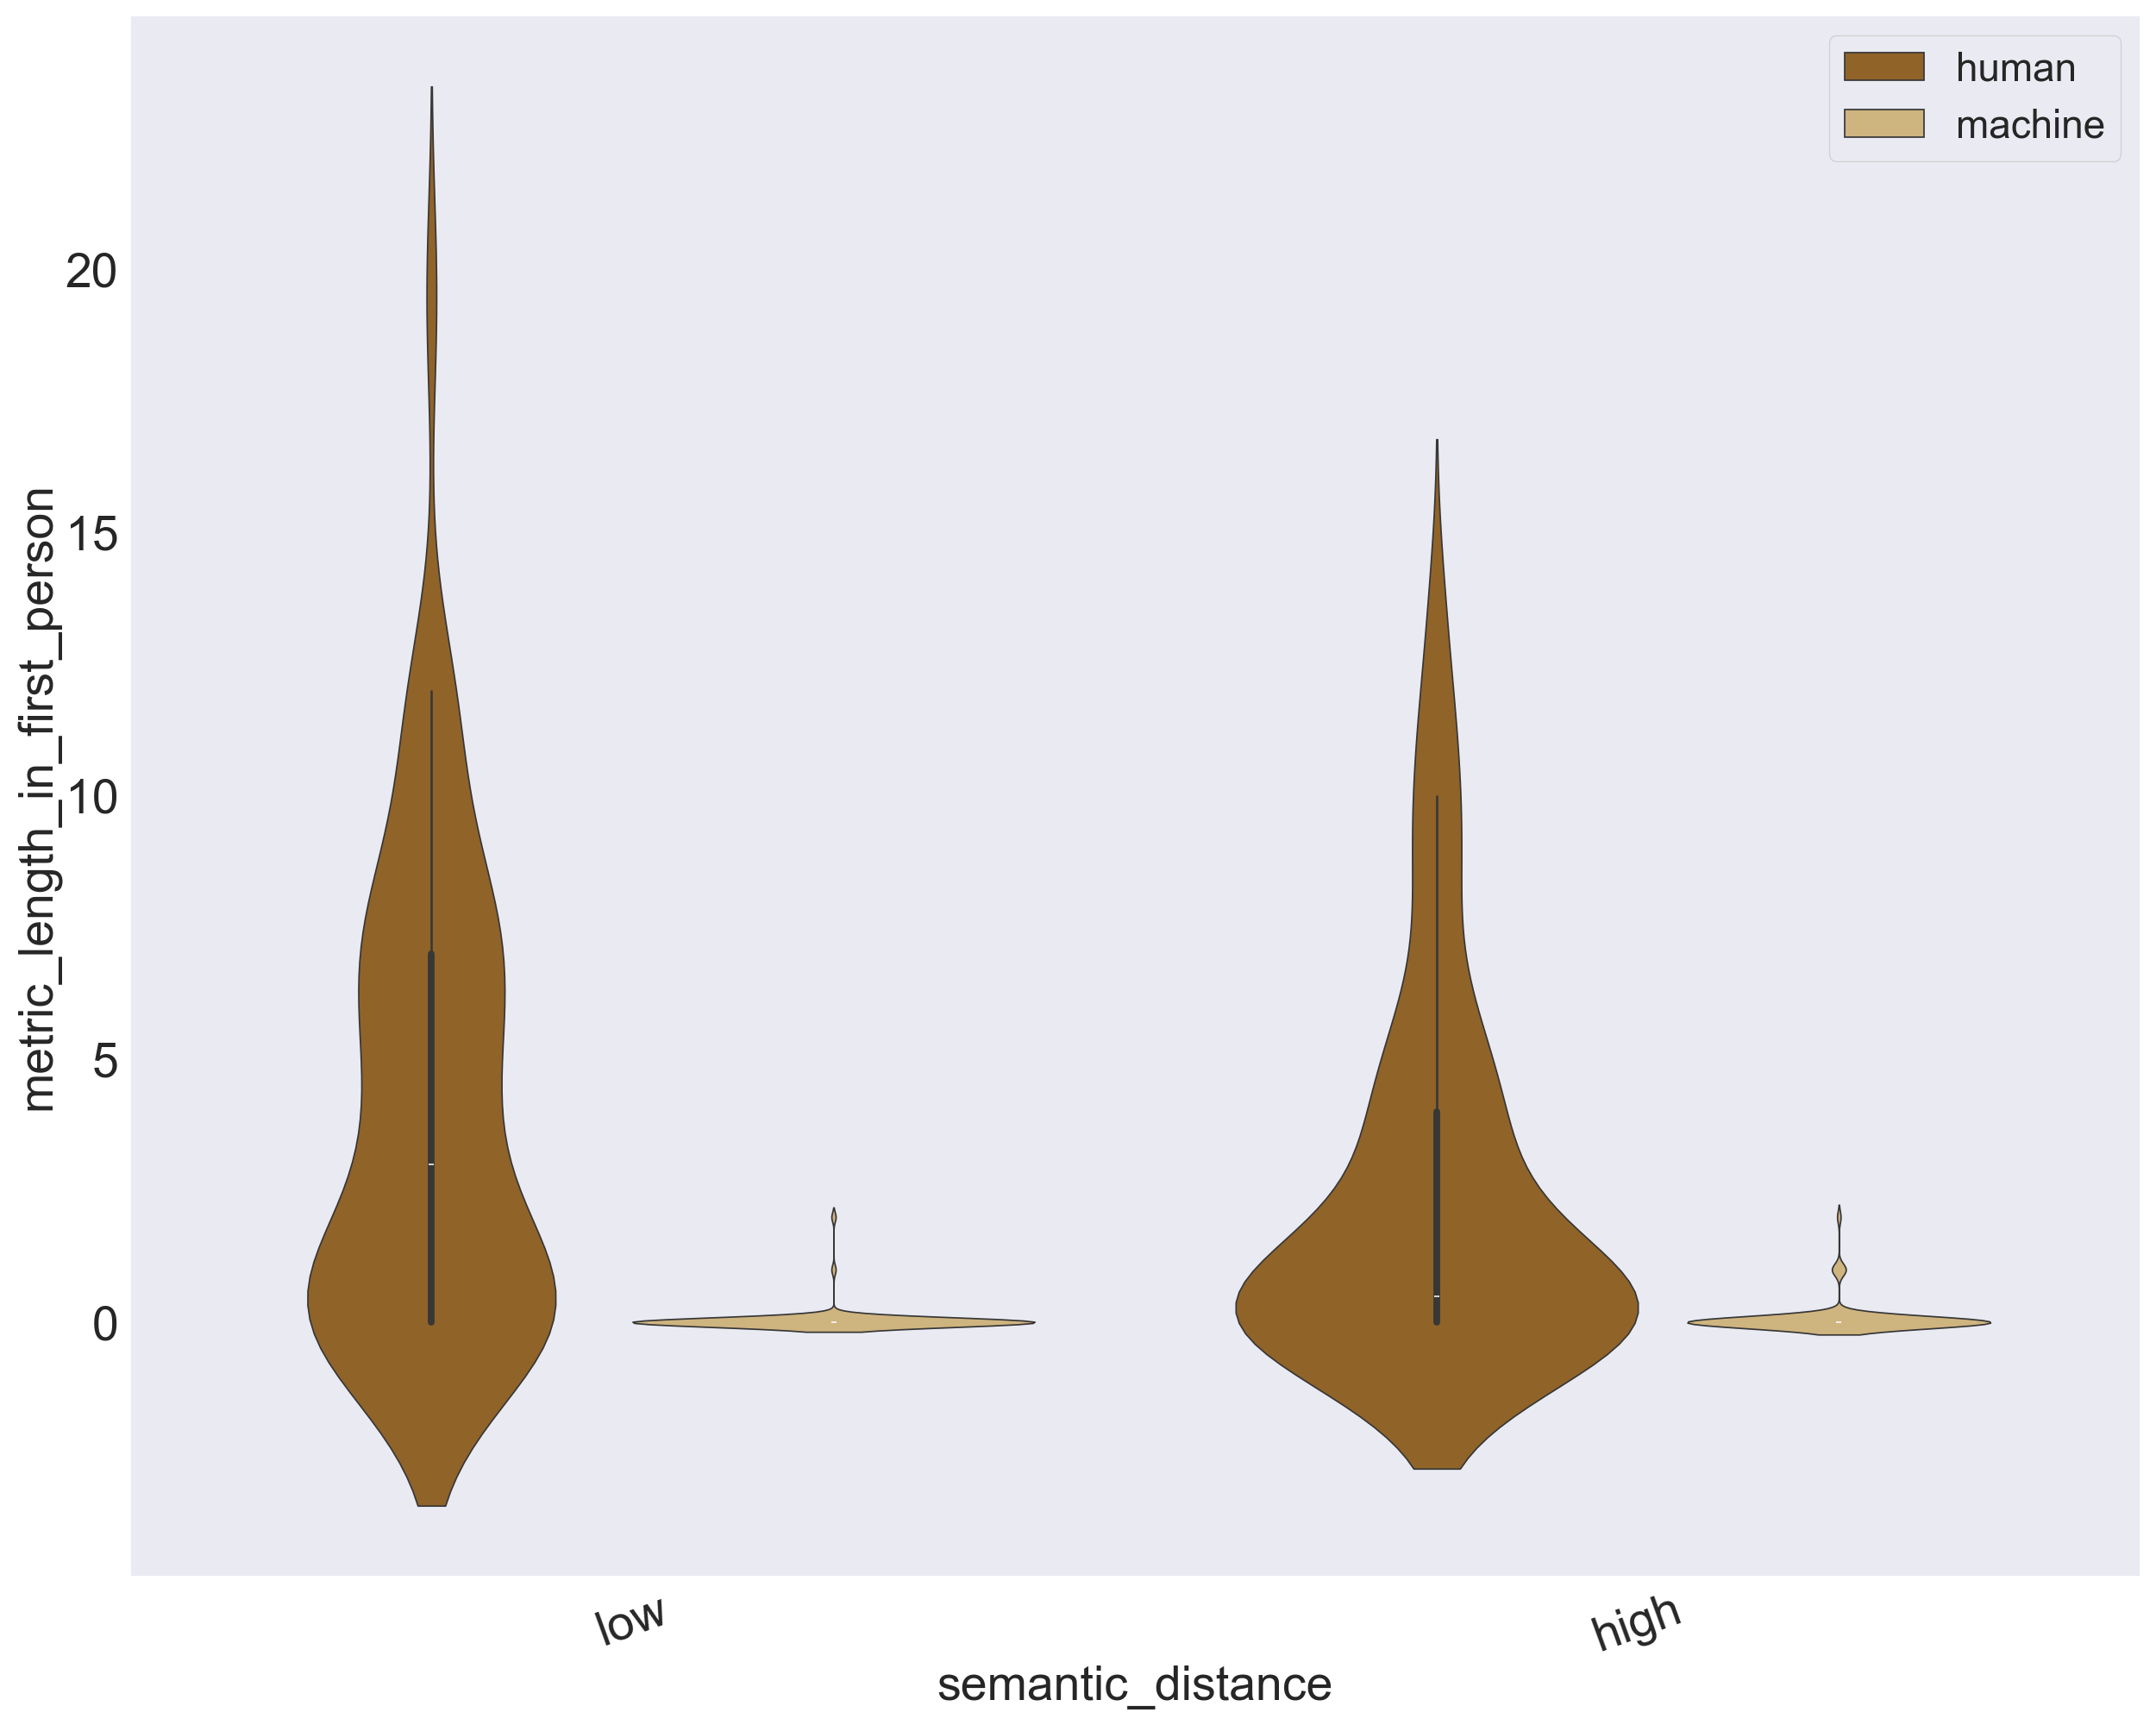 human
machine
metric_length_in_first_person
20
15
10
5
0
low
high
semantic_distance